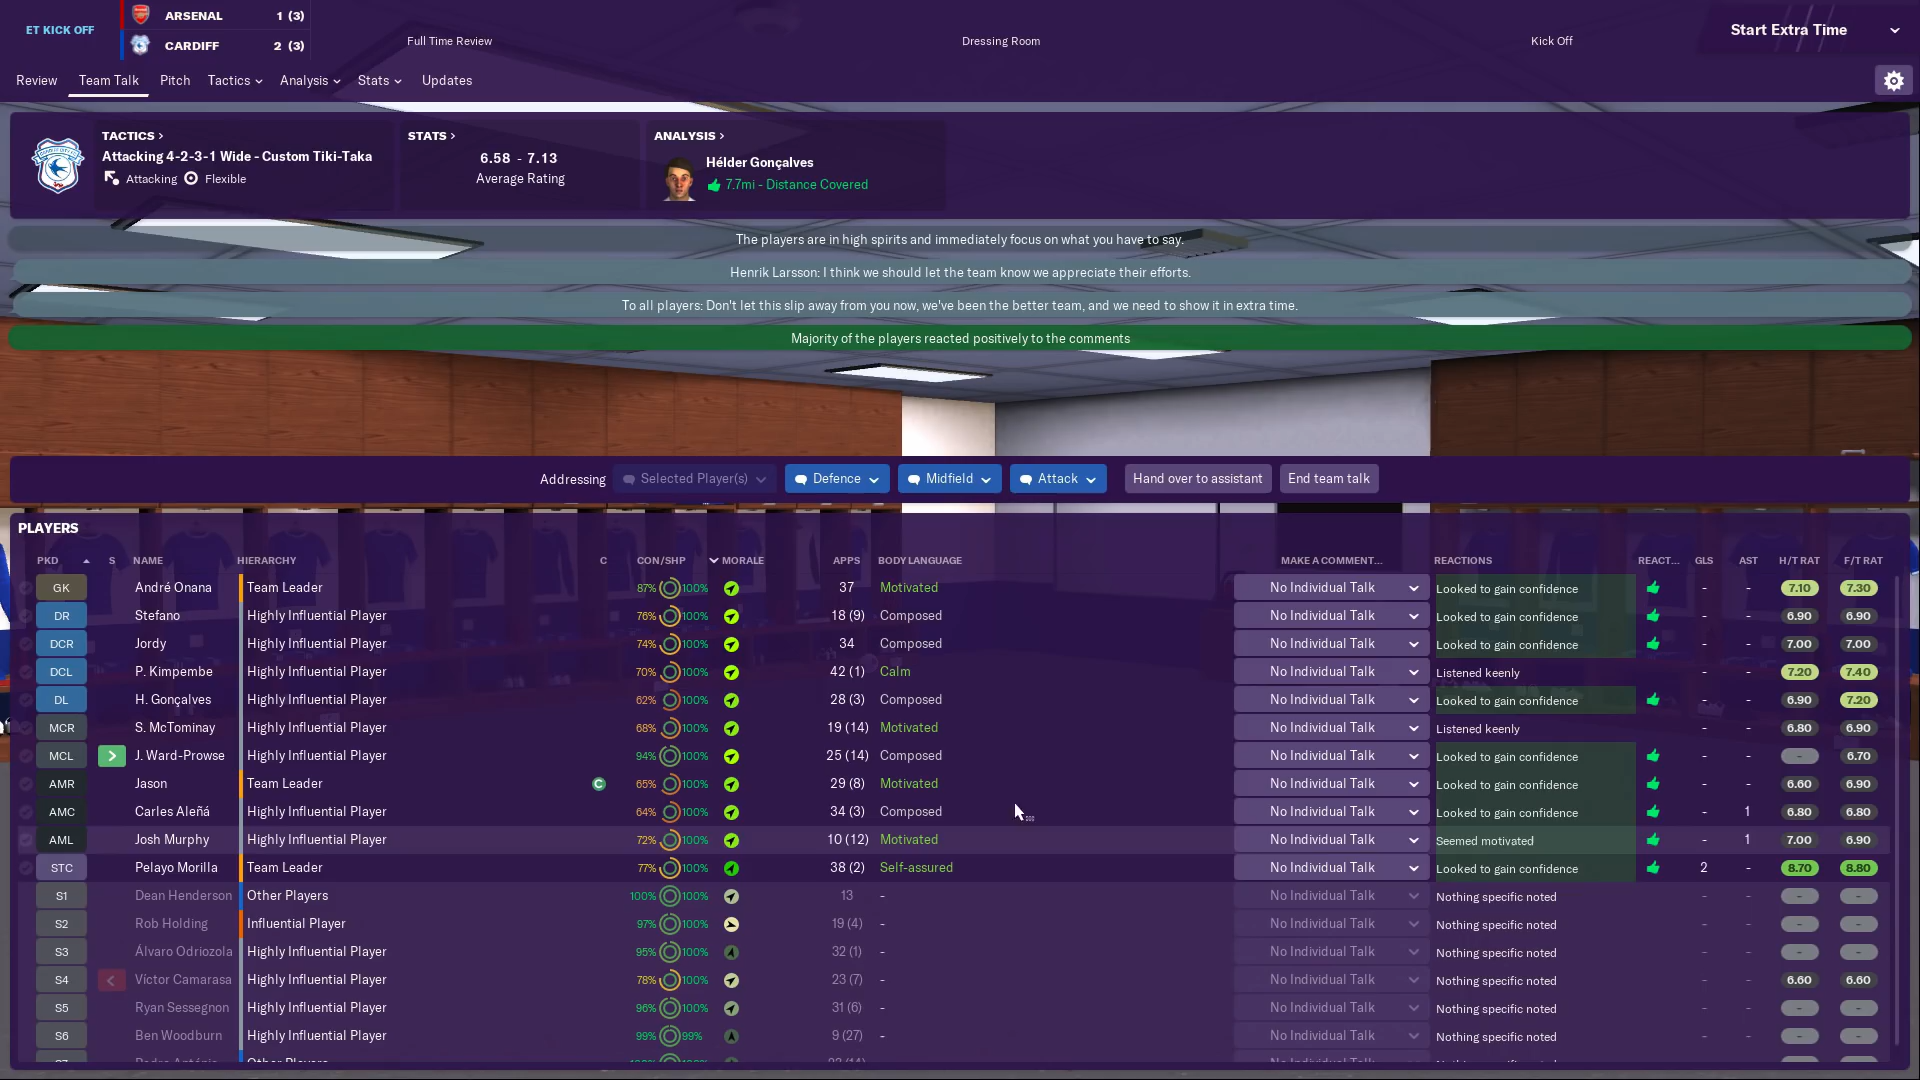 ET KICK OFF
ARSENAL 1 (3)
CARDIFF 2 (3)
Full Time Review
Dressing Room
Kick Off
Start Extra Time
Review Team Talk Pitch Tactics Analysis Stats Updates
TACTICS >
Attacking 4-2-3-1 Wide - Custom Tiki-Taka
Attacking Flexible
STATS >
6.58 - 7.13
Average Rating
ANALYSIS >
Hélder Gonçalves
7.7mi - Distance Covered
The players are in high spirits and immediately focus on what you have to say.
Henrik Larsson: I think we should let the team know we appreciate their efforts.
To all players: Don't let this slip away from you now, we've been the better team, and we need to show it in extra time.
Majority of the players reacted positively to the comments
Addressing Selected Player(s) Defence Midfield Attack Hand over to assistant End team talk
PLAYERS
PKD S NAME HIERARCHY C CON/SHP MORALE APPS BODY LANGUAGE MAKE A COMMENT... REACTIONS REACT... GLS AST H/T RAT F/T RAT
GK André Onana Team Leader 87% 100% 37 Motivated No Individual Talk Looked to gain confidence - - 7.10 7.30
DR Stefano Highly Influential Player 76% 100% 18 (9) Composed No Individual Talk Looked to gain confidence - - 6.90 6.90
DCR Jordy Highly Influential Player 74% 100% 34 Composed No Individual Talk Looked to gain confidence - - 7.00 7.00
DCL P. Kimpembe Highly Influential Player 70% 100% 42 (1) Calm No Individual Talk Listened keenly - - 7.20 7.40
DL H. Gonçalves Highly Influential Player 62% 100% 28 (3) Composed No Individual Talk Looked to gain confidence - - 6.90 7.20
MCR S. McTominay Highly Influential Player 68% 100% 19 (14) Motivated No Individual Talk Listened keenly - - 6.80 6.90
MCL J. Ward-Prowse Highly Influential Player 94% 100% 25 (14) Composed No Individual Talk Looked to gain confidence - - - 6.70
AMR Jason Team Leader C 65% 100% 29 (8) Motivated No Individual Talk Looked to gain confidence - - 6.60 6.90
AMC Carles Aleñá Highly Influential Player 64% 100% 34 (3) Composed No Individual Talk Looked to gain confidence - 1 6.80 6.80
AML Josh Murphy Highly Influential Player 72% 100% 10 (12) Motivated No Individual Talk Seemed motivated - 1 7.00 6.90
STC Pelayo Morilla Team Leader 77% 100% 38 (2) Self-assured No Individual Talk Looked to gain confidence 2 - 8.70 8.80
S1 Dean Henderson Other Players 100% 100% 13 - No Individual Talk Nothing specific noted - - - -
S2 Rob Holding Influential Player 97% 100% 19 (4) - No Individual Talk Nothing specific noted - - - -
S3 Álvaro Odriozola Highly Influential Player 95% 100% 32 (1) - No Individual Talk Nothing specific noted - - - -
S4 Víctor Camarasa Highly Influential Player 78% 100% 23 (7) - No Individual Talk Nothing specific noted - - 6.60 6.60
S5 Ryan Sessegnon Highly Influential Player 96% 100% 31 (6) - No Individual Talk Nothing specific noted - - - -
S6 Ben Woodburn Highly Influential Player 99% 99% 9 (27) - No Individual Talk Nothing specific noted - - - -
Other Players No Individual Talk